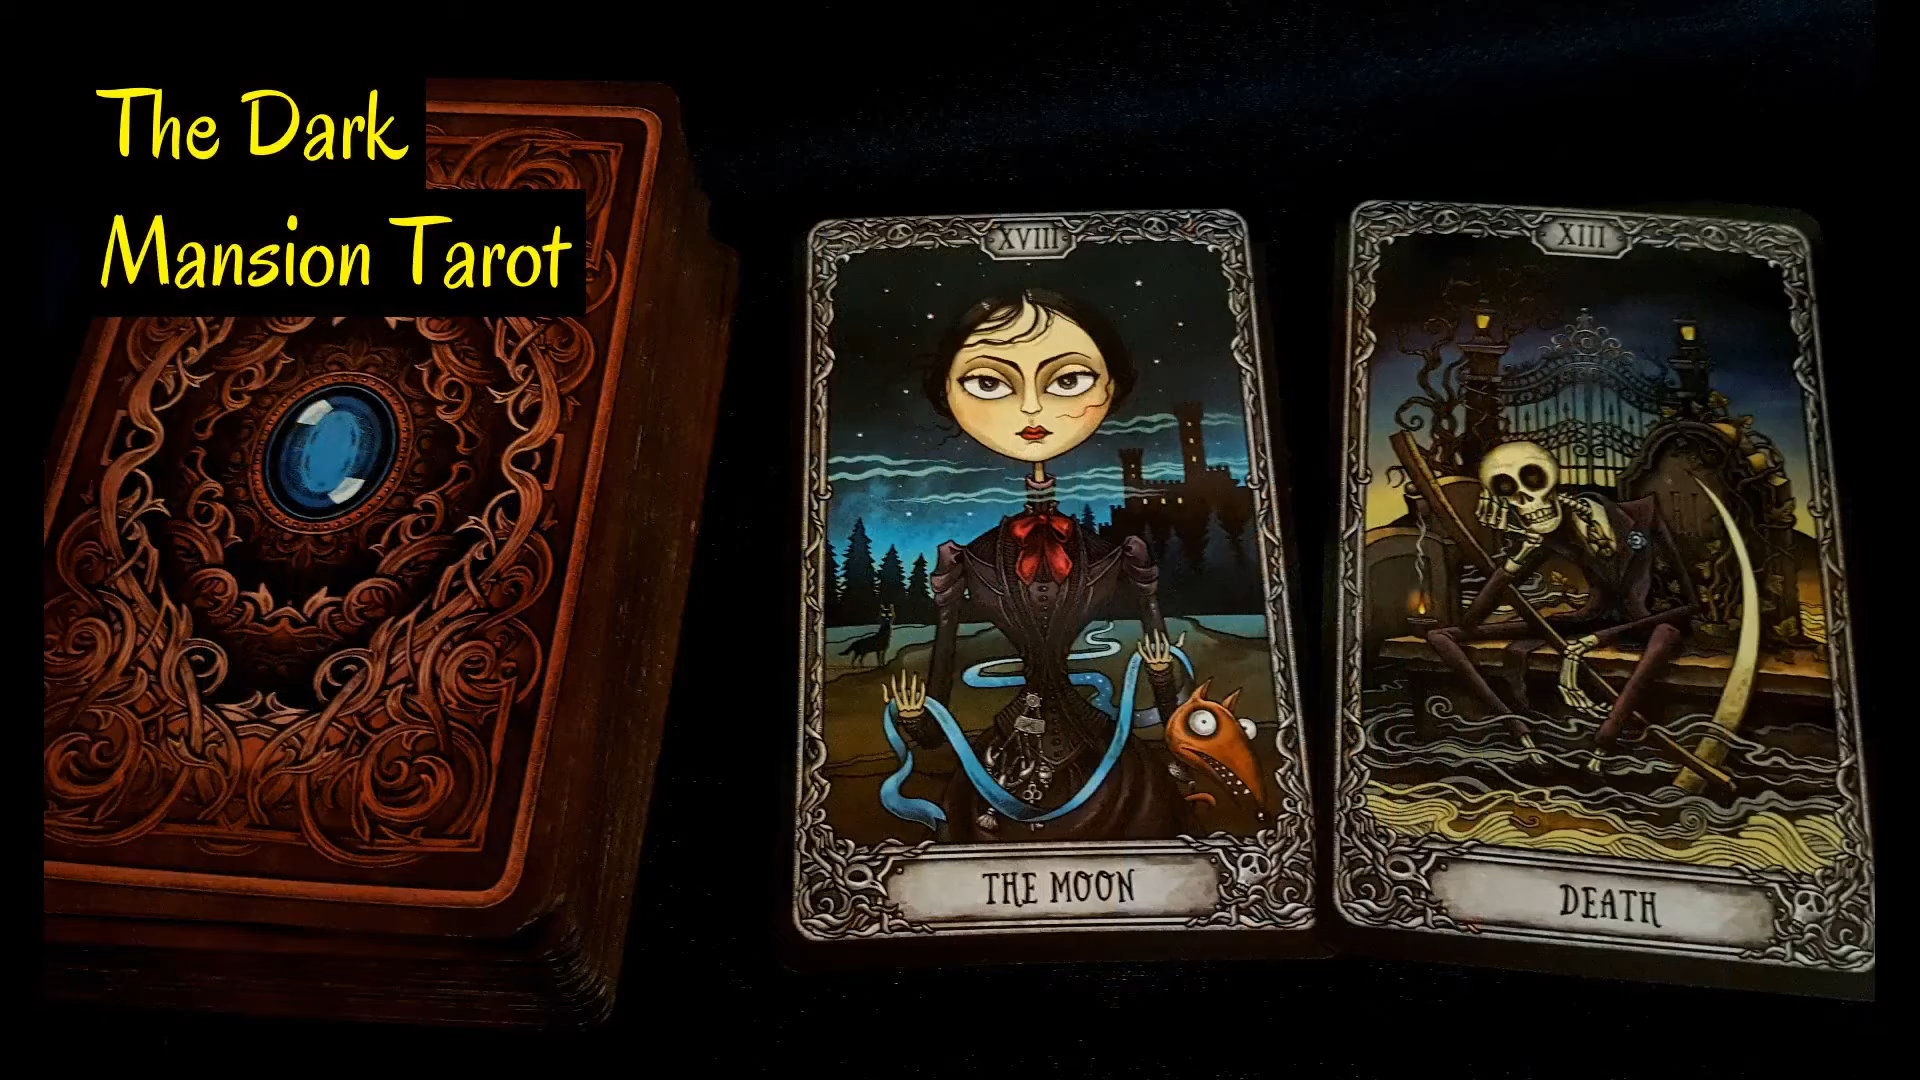 The Dark
Mansion Tarot
XVIII
THE MOON
XIII
DEATH